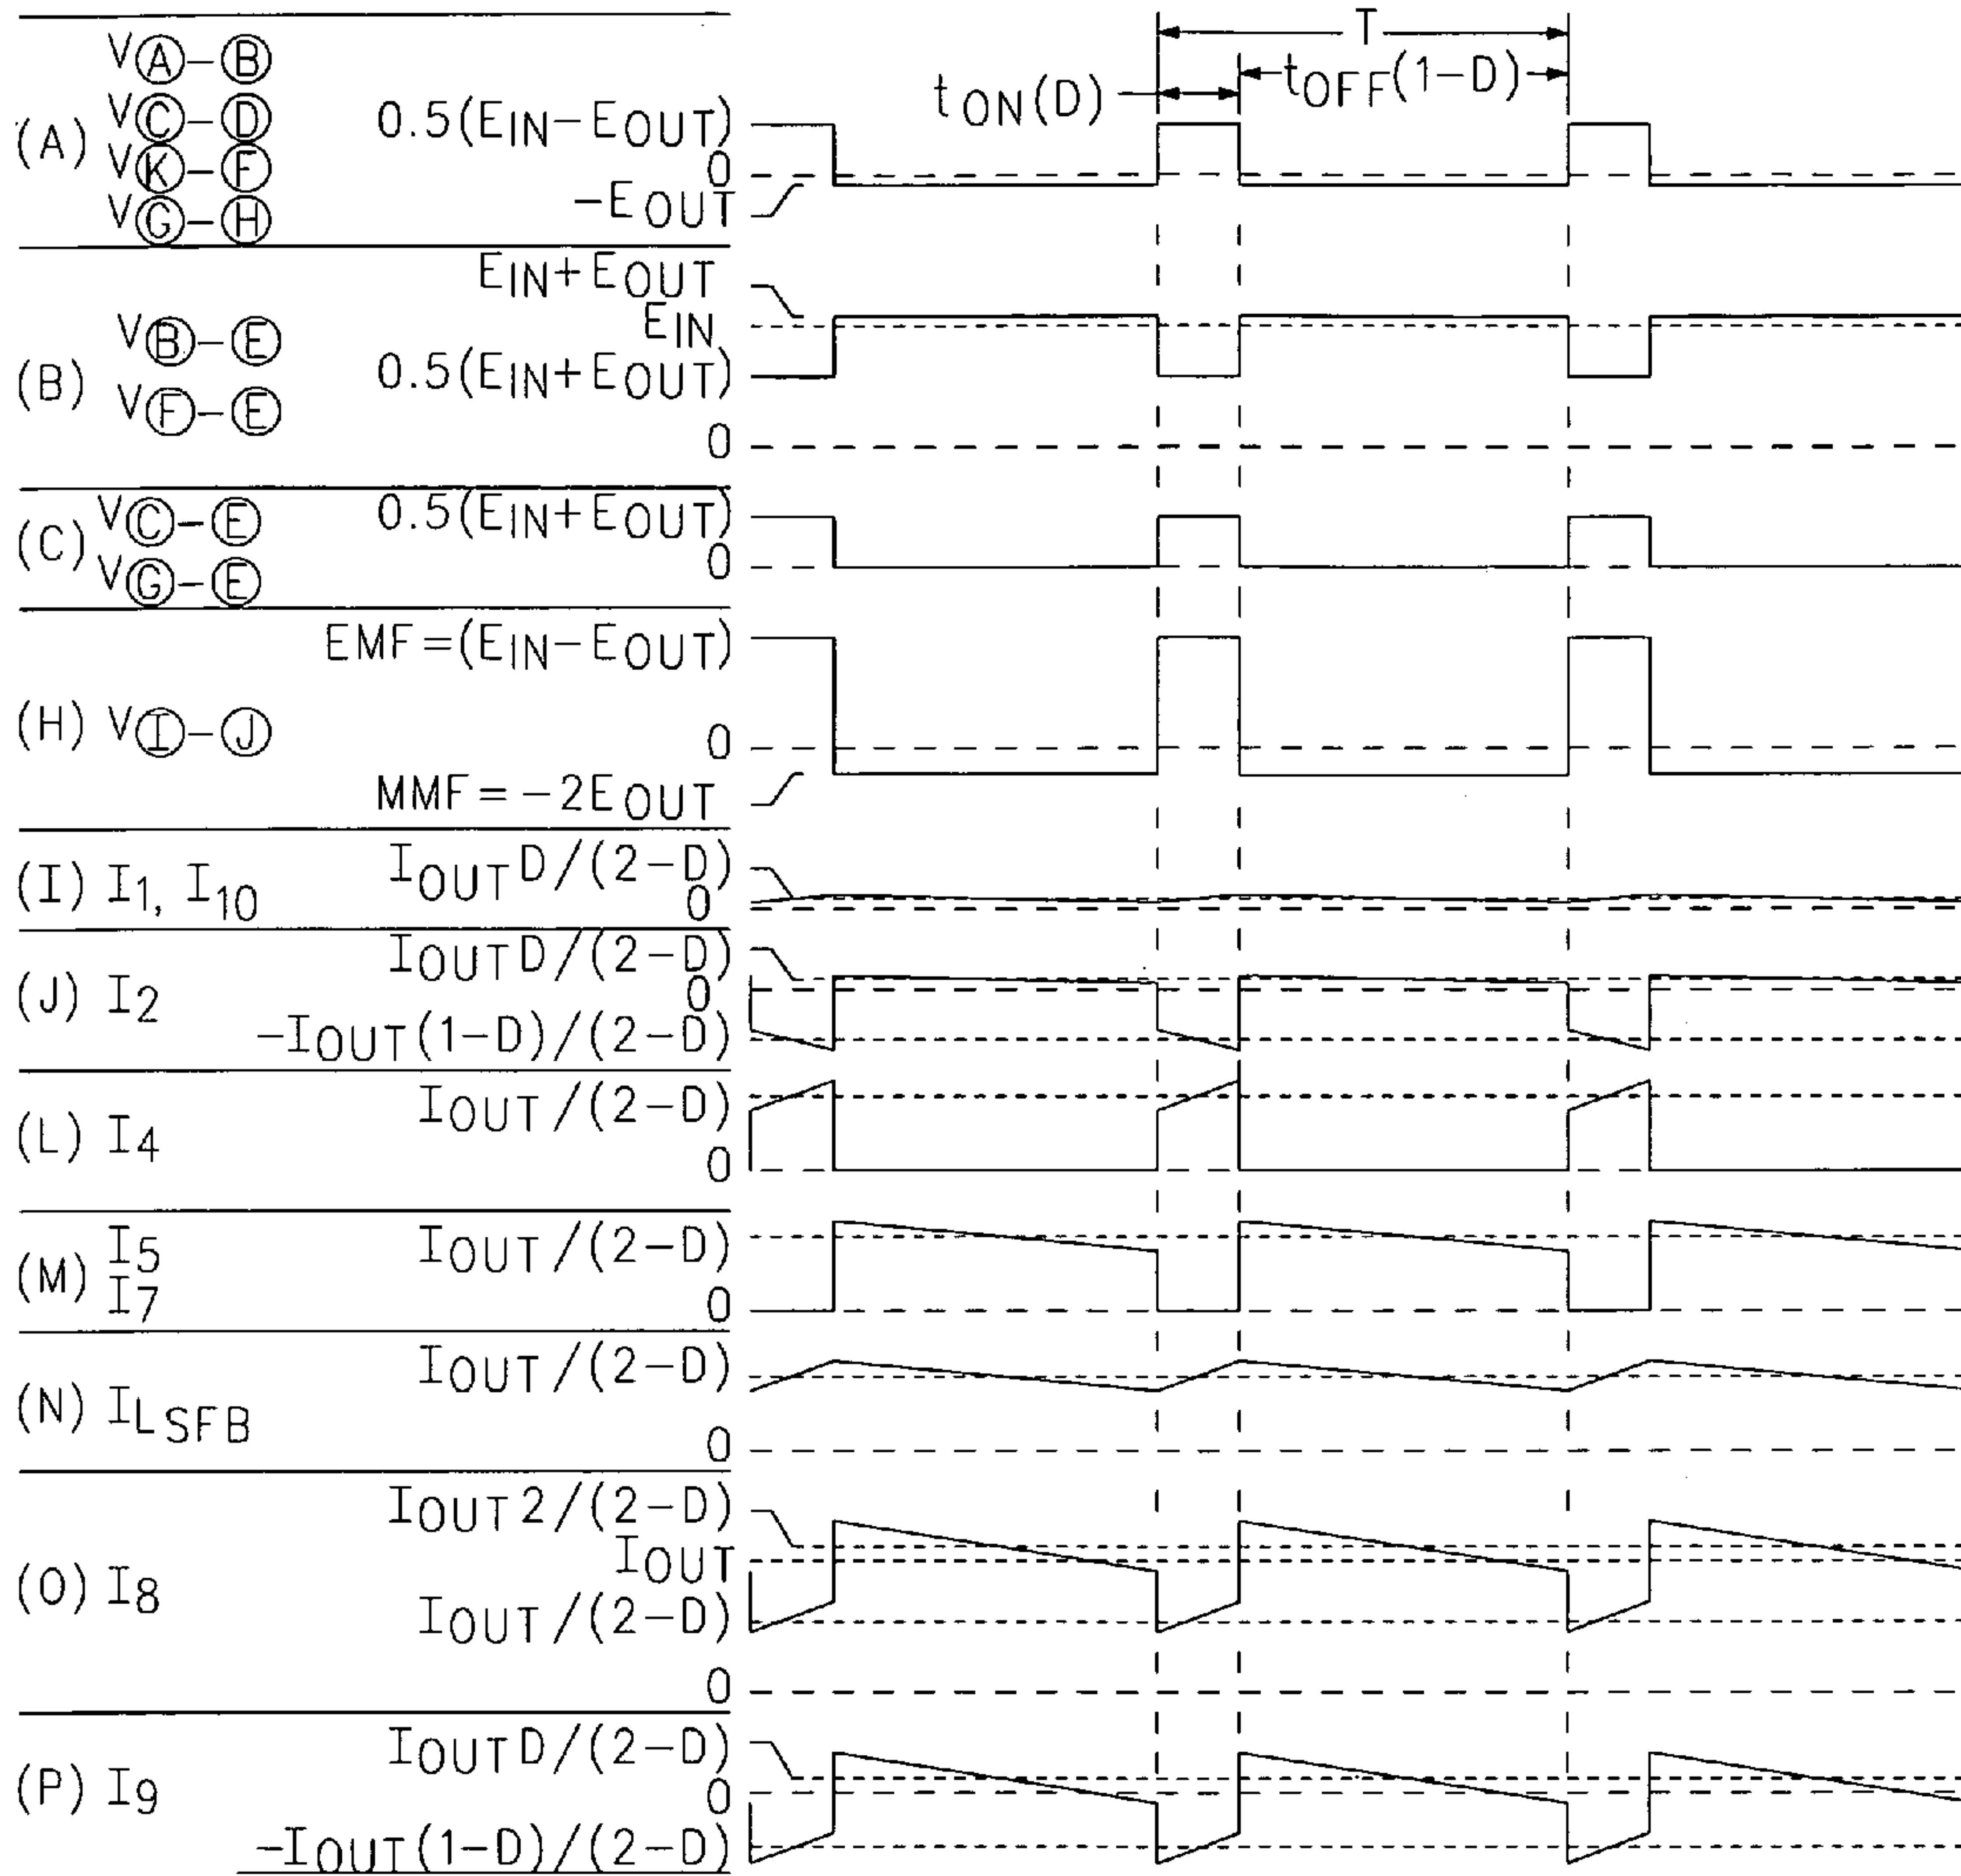 T
tON(D)
tOFF(1-D)
(A) VⒶ-Ⓑ
VⒸ-Ⓓ
VⓀ-Ⓕ
VⒼ-Ⓗ
0.5(EIN-EOUT)
0
-EOUT
(B) VⒷ-Ⓔ
VⒻ-Ⓔ
EIN+EOUT
EIN
0.5(EIN+EOUT)
0
(C) VⒸ-Ⓔ
VⒼ-Ⓔ
0.5(EIN+EOUT)
0
(H) VⒾ-Ⓙ
EMF=(EIN-EOUT)
0
MMF=-2EOUT
(I) I1, I10
IOUTD/(2-D)
0
(J) I2
IOUTD/(2-D)
0
-IOUT(1-D)/(2-D)
(L) I4
IOUT/(2-D)
0
(M) I5
I7
IOUT/(2-D)
0
(N) ILSFB
IOUT/(2-D)
0
(O) I8
IOUT2/(2-D)
IOUT
IOUT/(2-D)
0
(P) I9
IOUTD/(2-D)
0
-IOUT(1-D)/(2-D)